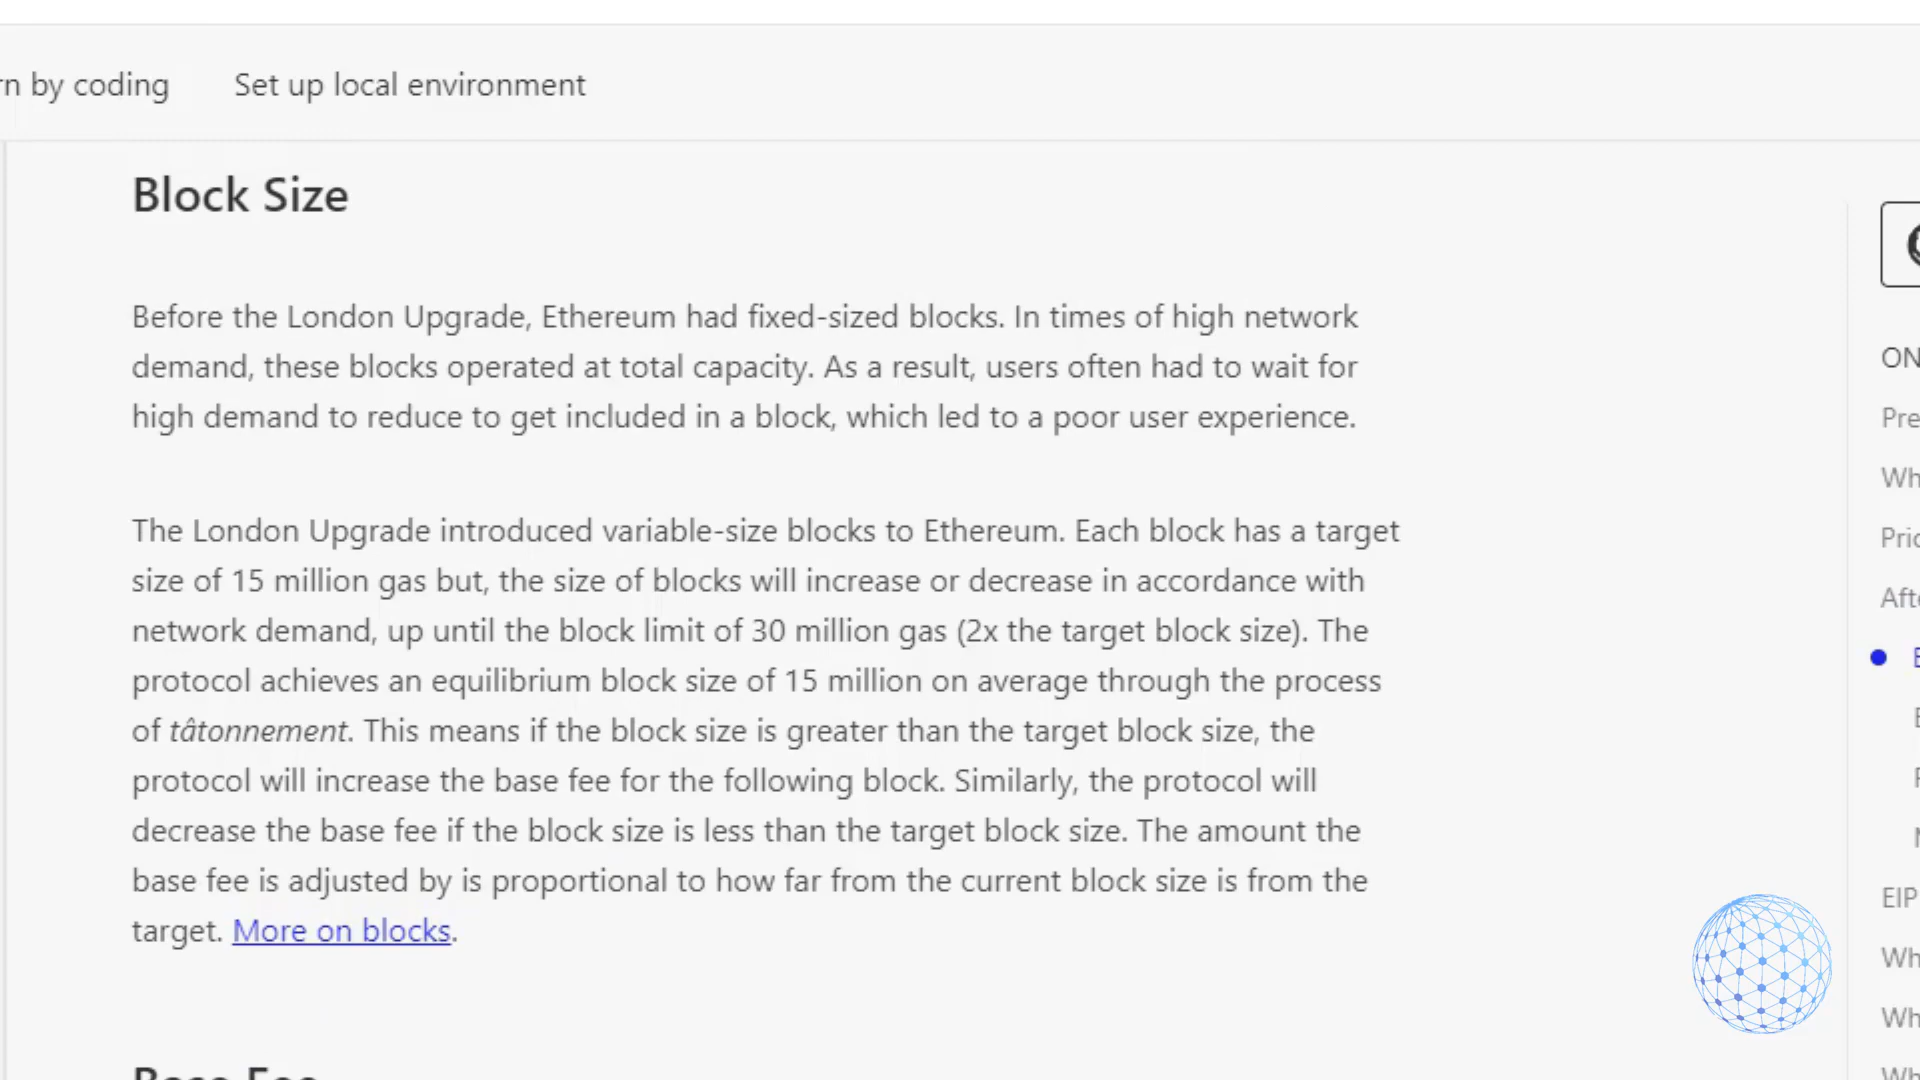 by coding
Set up local environment
Block Size
Before the London Upgrade, Ethereum had fixed-sized blocks. In times of high network
demand, these blocks operated at total capacity. As a result, users often had to wait for
high demand to reduce to get included in a block, which led to a poor user experience.
The London Upgrade introduced variable-size blocks to Ethereum. Each block has a target
size of 15 million gas but, the size of blocks will increase or decrease in accordance with
network demand, up until the block limit of 30 million gas (2x the target block size). The
protocol achieves an equilibrium block size of 15 million on average through the process
of tâtonnement. This means if the block size is greater than the target block size, the
protocol will increase the base fee for the following block. Similarly, the protocol will
decrease the base fee if the block size is less than the target block size. The amount the
base fee is adjusted by is proportional to how far from the current block size is from the
target. More on blocks.
Base Fee
EIP